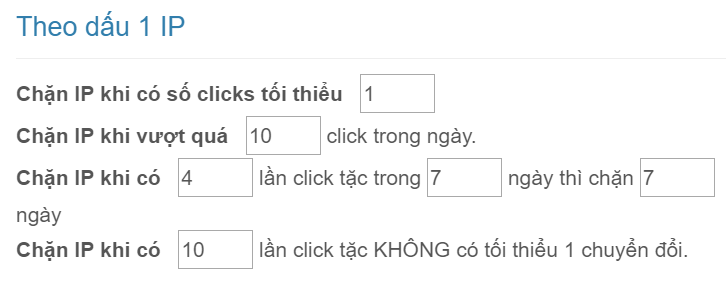 Theo dấu 1 IP
Chặn IP khi có số clicks tối thiểu 1
Chặn IP khi vượt quá 10 click trong ngày.
Chặn IP khi có 4 lần click tặc trong 7 ngày thì chặn 7
ngày
Chặn IP khi có 10 lần click tặc KHÔNG có tối thiểu 1 chuyển đổi.